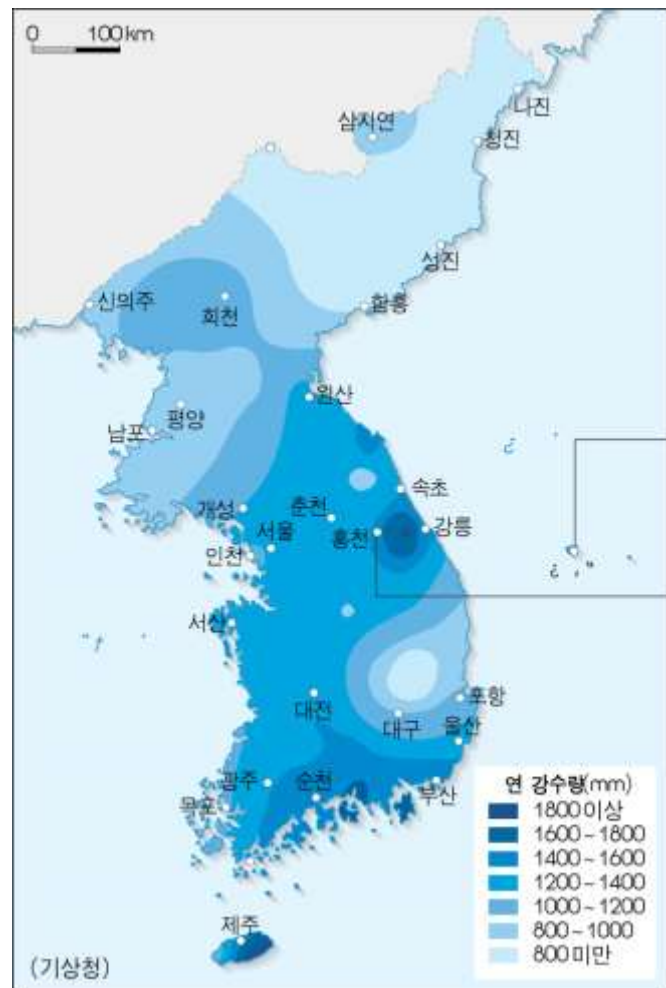 0 100 km
삼지연
나진
청진
성진
신의주
희천
함흥
원산
평양
남포
속초
개성
춘천
서울
홍천
강릉
인천
서산
대전
포항
대구
울산
광주
순천
부산
목포
제주
연 강수량(mm)
1800 이상
1600~1800
1400~1600
1200~1400
1000~1200
800~1000
800 미만
(기상청)